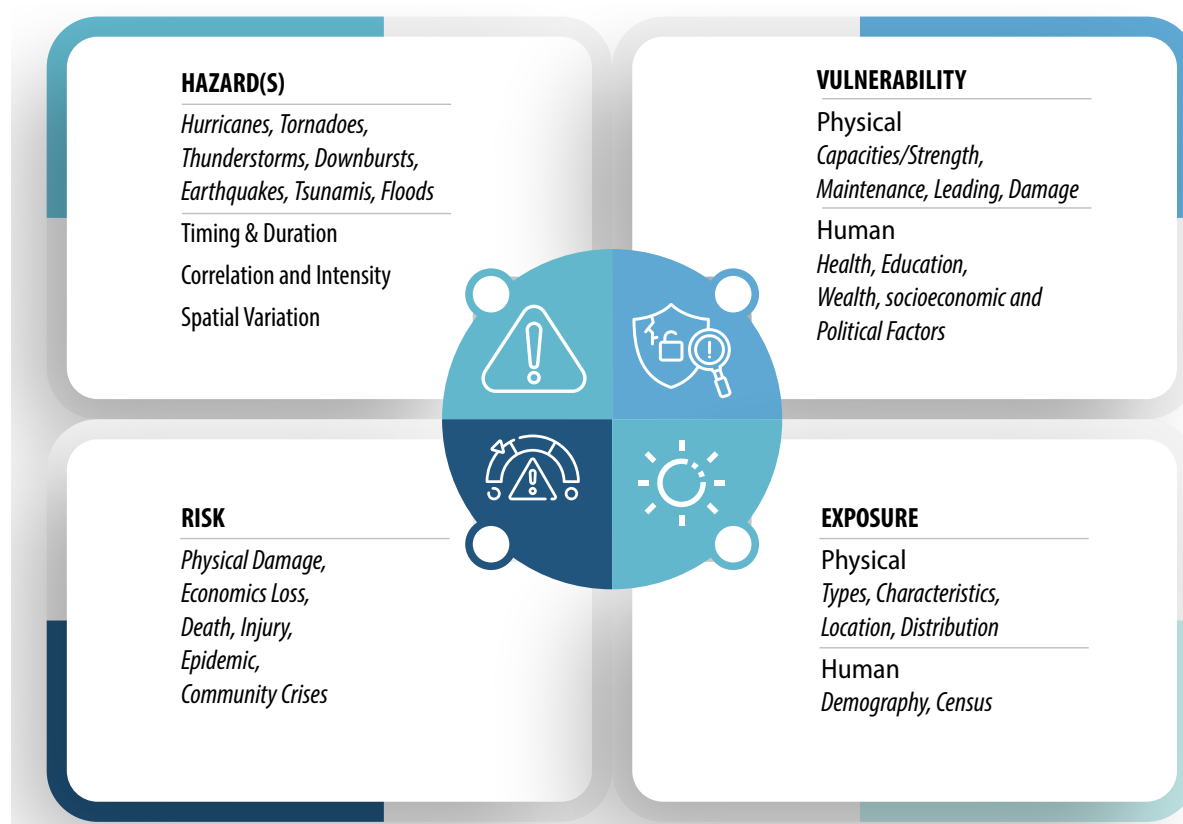 HAZARD(S)
Hurricanes, Tornadoes,
Thunderstorms, Downbursts,
Earthquakes, Tsunamis, Floods
Timing & Duration
Correlation and Intensity
Spatial Variation
VULNERABILITY
Physical
Capacities/Strength,
Maintenance, Leading, Damage
Human
Health, Education,
Wealth, socioeconomic and
Political Factors
RISK
Physical Damage,
Economics Loss,
Death, Injury,
Epidemic,
Community Crises
EXPOSURE
Physical
Types, Characteristics,
Location, Distribution
Human
Demography, Census